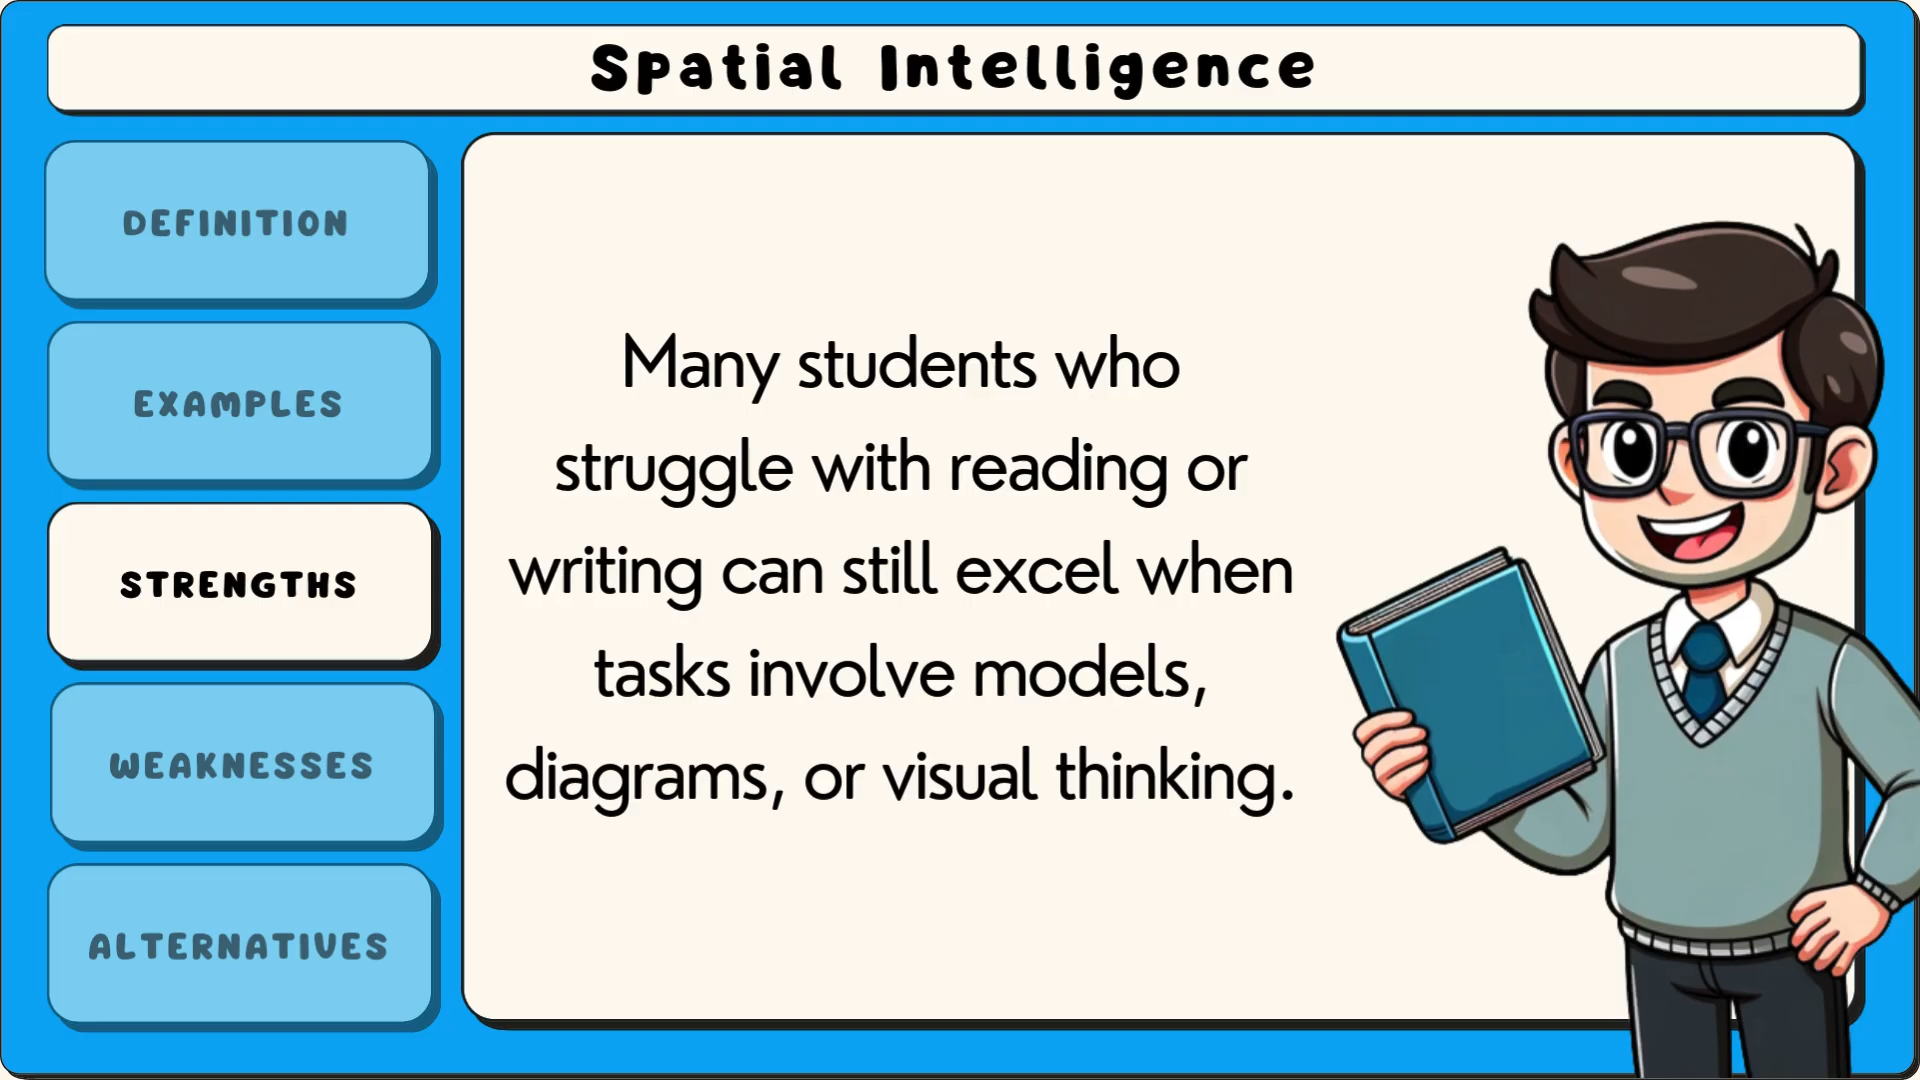 Spatial Intelligence
DEFINITION
EXAMPLES
STRENGTHS
WEAKNESSES
ALTERNATIVES
Many students who
struggle with reading or
writing can still excel when
tasks involve models,
diagrams, or visual thinking.